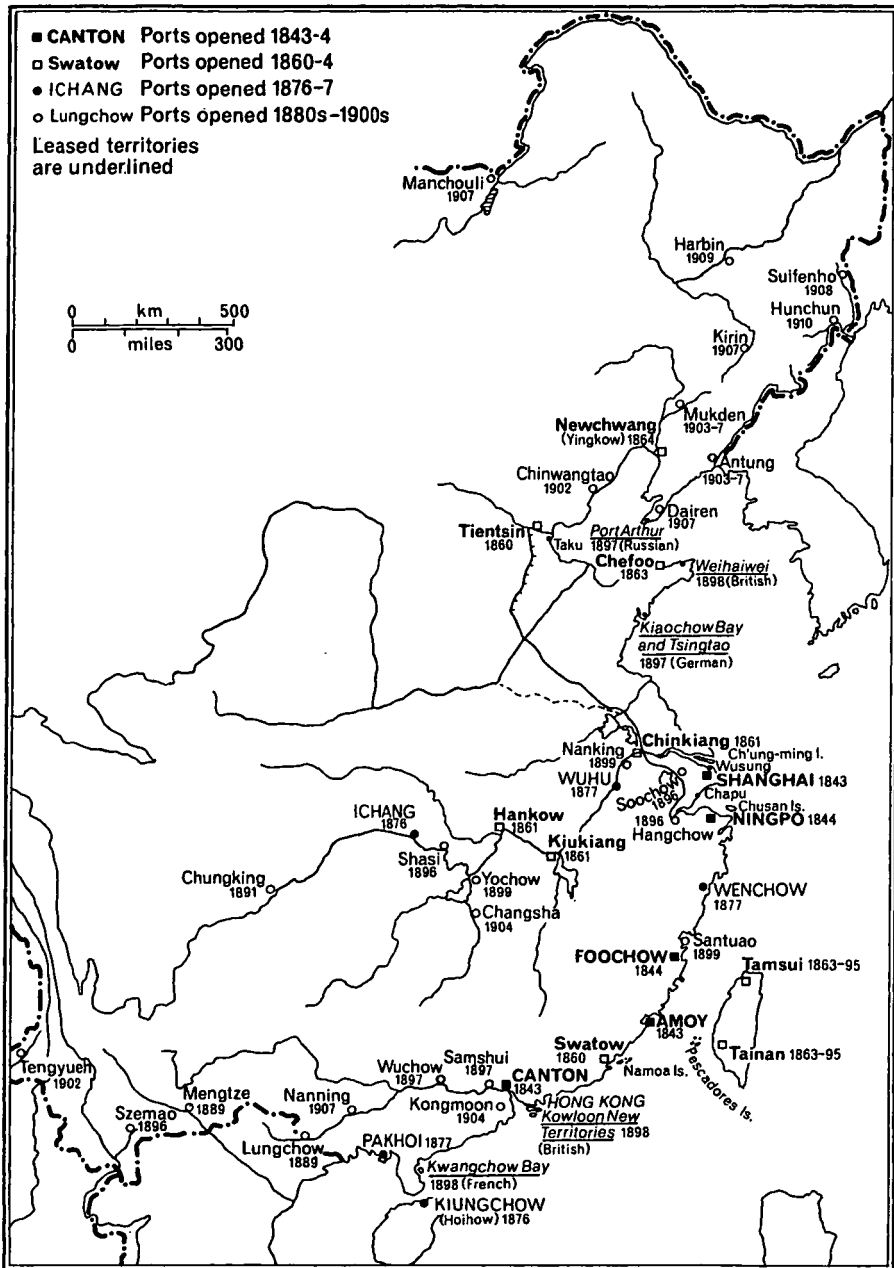 CANTON Ports opened 1843-4
Swatow Ports opened 1860-4
ICHANG Ports opened 1876-7
Lungchow Ports opened 1880s-1900s
Leased territories
are underlined
Manchouli
1907
Harbin
1909
Suifenho
1908
Hunchun
1910
0 km 500
0 miles 300
Kirin
1907
Mukden
1903-7
Newchwang
(Yingkow) 1864
Antung
1903-7
Chinwangtao
1902
Dairen
1907
Tientsin
1860
Taku
Port Arthur
1897 (Russian)
Chefoo
1863
Weihaiwei
1898 (British)
Kiaochow Bay
and Tsingtao
1897 (German)
Chinkiang 1861
Nanking
1899
Ch'ung-ming I.
Wusung
SHANGHAI 1843
WUHU
1877
Soochow
1896
Chapu
Chusan Is.
NINGPO 1844
1896
Hangchow
ICHANG
1876
Hankow
1861
Kiukiang
1861
Shasi
1896
Chungking
1891
Yochow
1899
Changsha
1904
WENCHOW
1877
Santuao
1899
FOOCHOW
1844
Tamsui 1863-95
AMOY
1843
Swatow
1860
Namoa Is.
Pescadores Is.
Tainan 1863-95
Tengyueh
1902
Szemao
1896
Mengtze
1889
Nanning
1907
Wuchow
1897
Samshui
1897
CANTON
1843
Kongmoon
1904
HONG KONG
Kowloon New
Territories 1898
(British)
Lungchow
1889
PAKHOI 1877
Kwangchow Bay
1898 (French)
KIUNGCHOW
(Hoihow) 1876